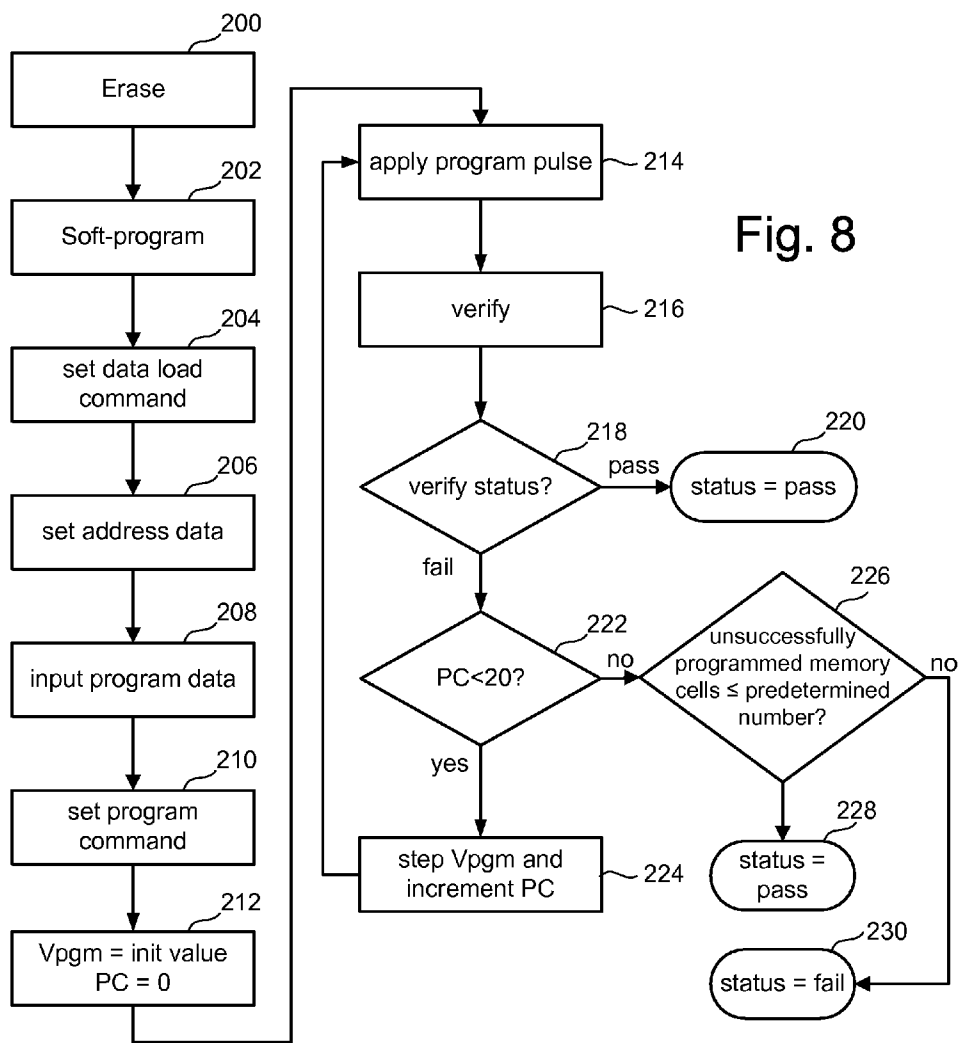 200
Erase
202
Soft-program
204
set data load
command
206
set address data
208
input program data
210
set program
command
212
Vpgm = init value
PC = 0
apply program pulse
214
Fig. 8
verify
216
218
verify status?
pass
220
status = pass
fail
222
PC<20?
no
226
unsuccessfully
programmed memory
cells ≤ predetermined
number?
no
yes
step Vpgm and
increment PC
224
228
status =
pass
230
status = fail